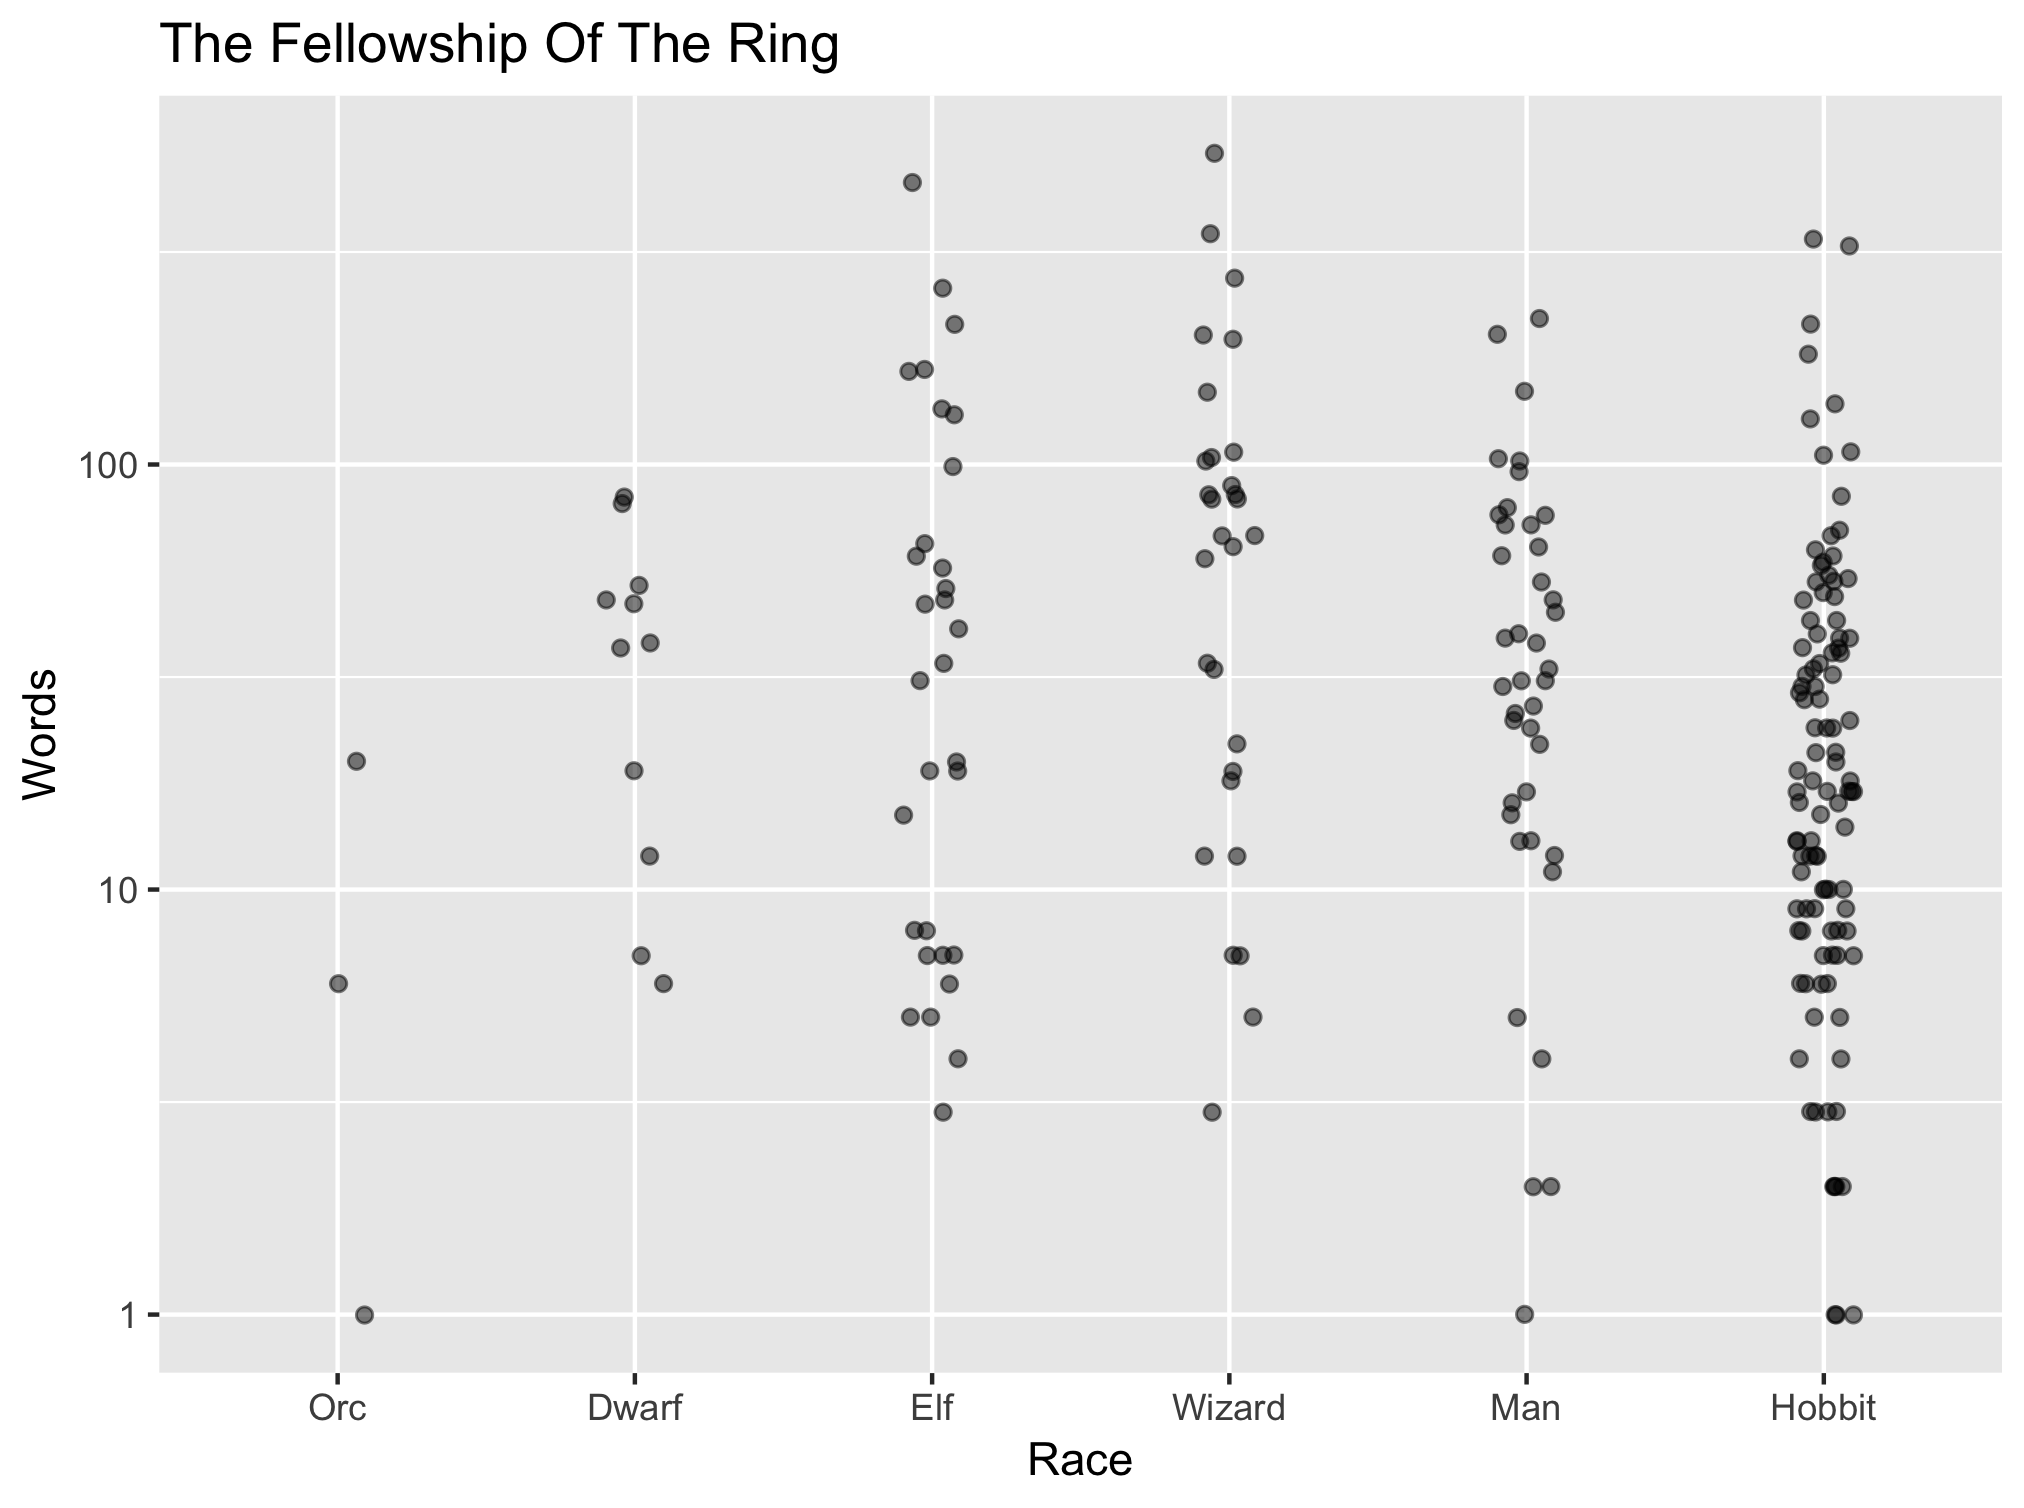 The Fellowship Of The Ring
Words
100
10
1
Orc Dwarf Elf Wizard Man Hobbit
Race